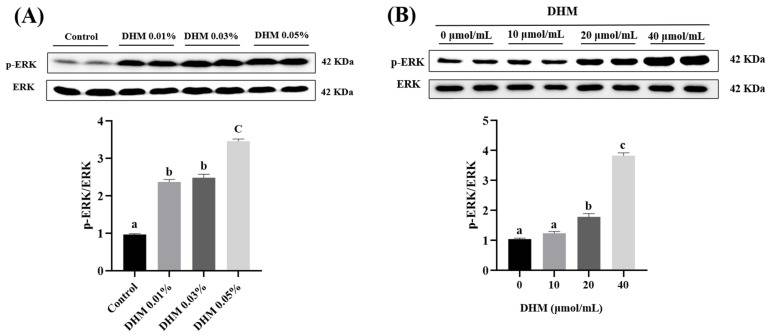 (A)
Control DHM 0.01% DHM 0.03% DHM 0.05%
p-ERK 42 KDa
ERK 42 KDa
p-ERK/ERK
4
3
2
1
0
a b b C
Control DHM 0.01% DHM 0.03% DHM 0.05%
(B)
DHM
0 μmol/mL 10 μmol/mL 20 μmol/mL 40 μmol/mL
p-ERK 42 KDa
ERK 42 KDa
p-ERK/ERK
5
4
3
2
1
0
a a b c
0 10 20 40
DHM (μmol/mL)